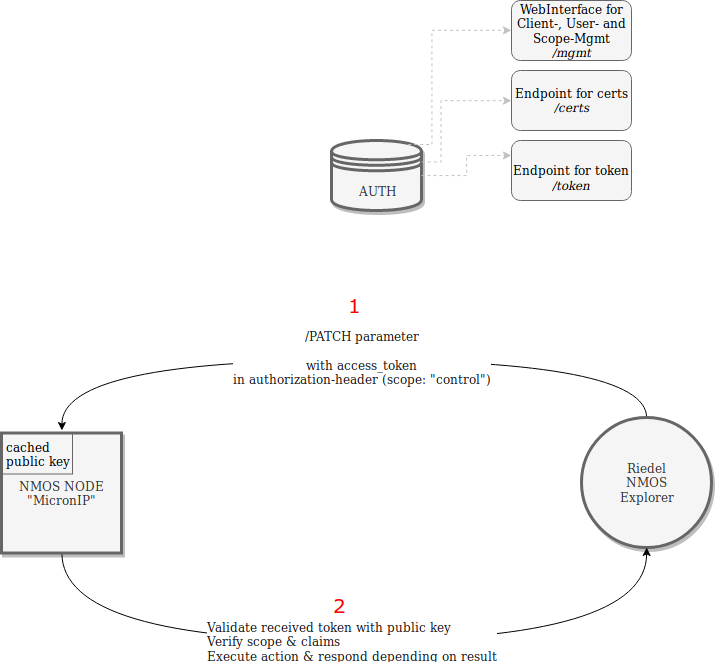 WebInterface for
Client-, User- and
Scope-Mgmt
/mgmt
Endpoint for certs
/certs
Endpoint for token
/token
AUTH
1
/PATCH parameter
with access_token
in authorization-header (scope: "control")
cached
public key
NMOS NODE
"MicronIP"
Riedel
NMOS
Explorer
2
Validate received token with public key
Verify scope & claims
Execute action & respond depending on result